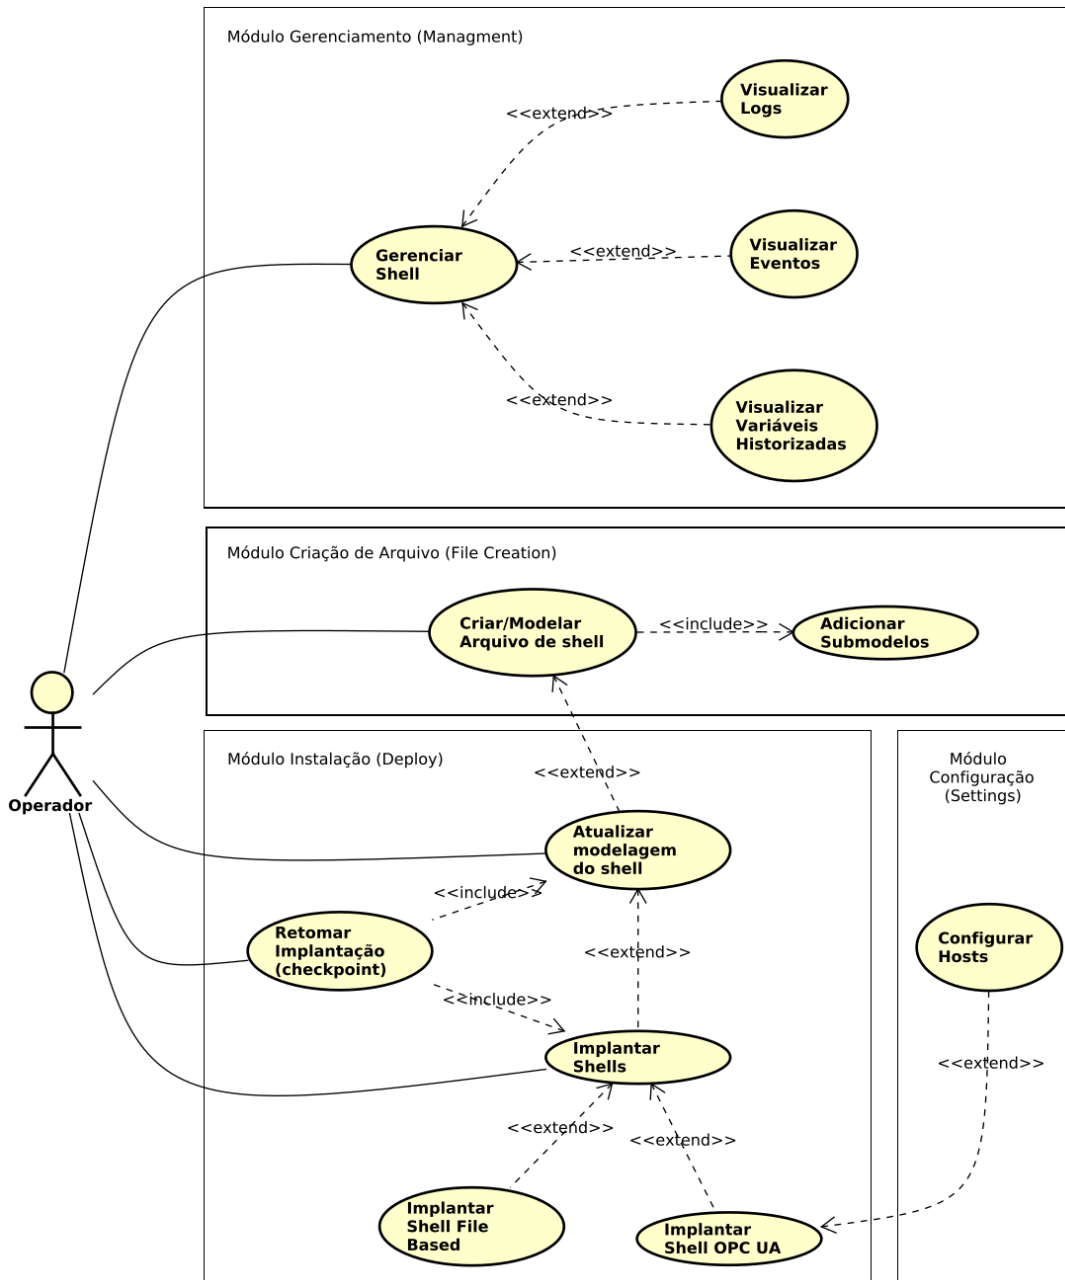 Módulo Gerenciamento (Managment)
Visualizar
Logs
<<extend>>
Visualizar
Eventos
<<extend>>
Gerenciar
Shell
<<extend>>
Visualizar
Variáveis
Historizadas
Módulo Criação de Arquivo (File Creation)
Criar/Modelar
Arquivo de shell
<<include>>
Adicionar
Submodelos
Operador
Módulo Instalação (Deploy)
Módulo
Configuração
(Settings)
<<extend>>
Atualizar
modelagem
do shell
<<include>>
Retomar
Implantação
(checkpoint)
<<extend>>
Configurar
Hosts
<<include>>
Implantar
Shells
<<extend>>
<<extend>>
<<extend>>
Implantar
Shell File
Based
Implantar
Shell OPC UA